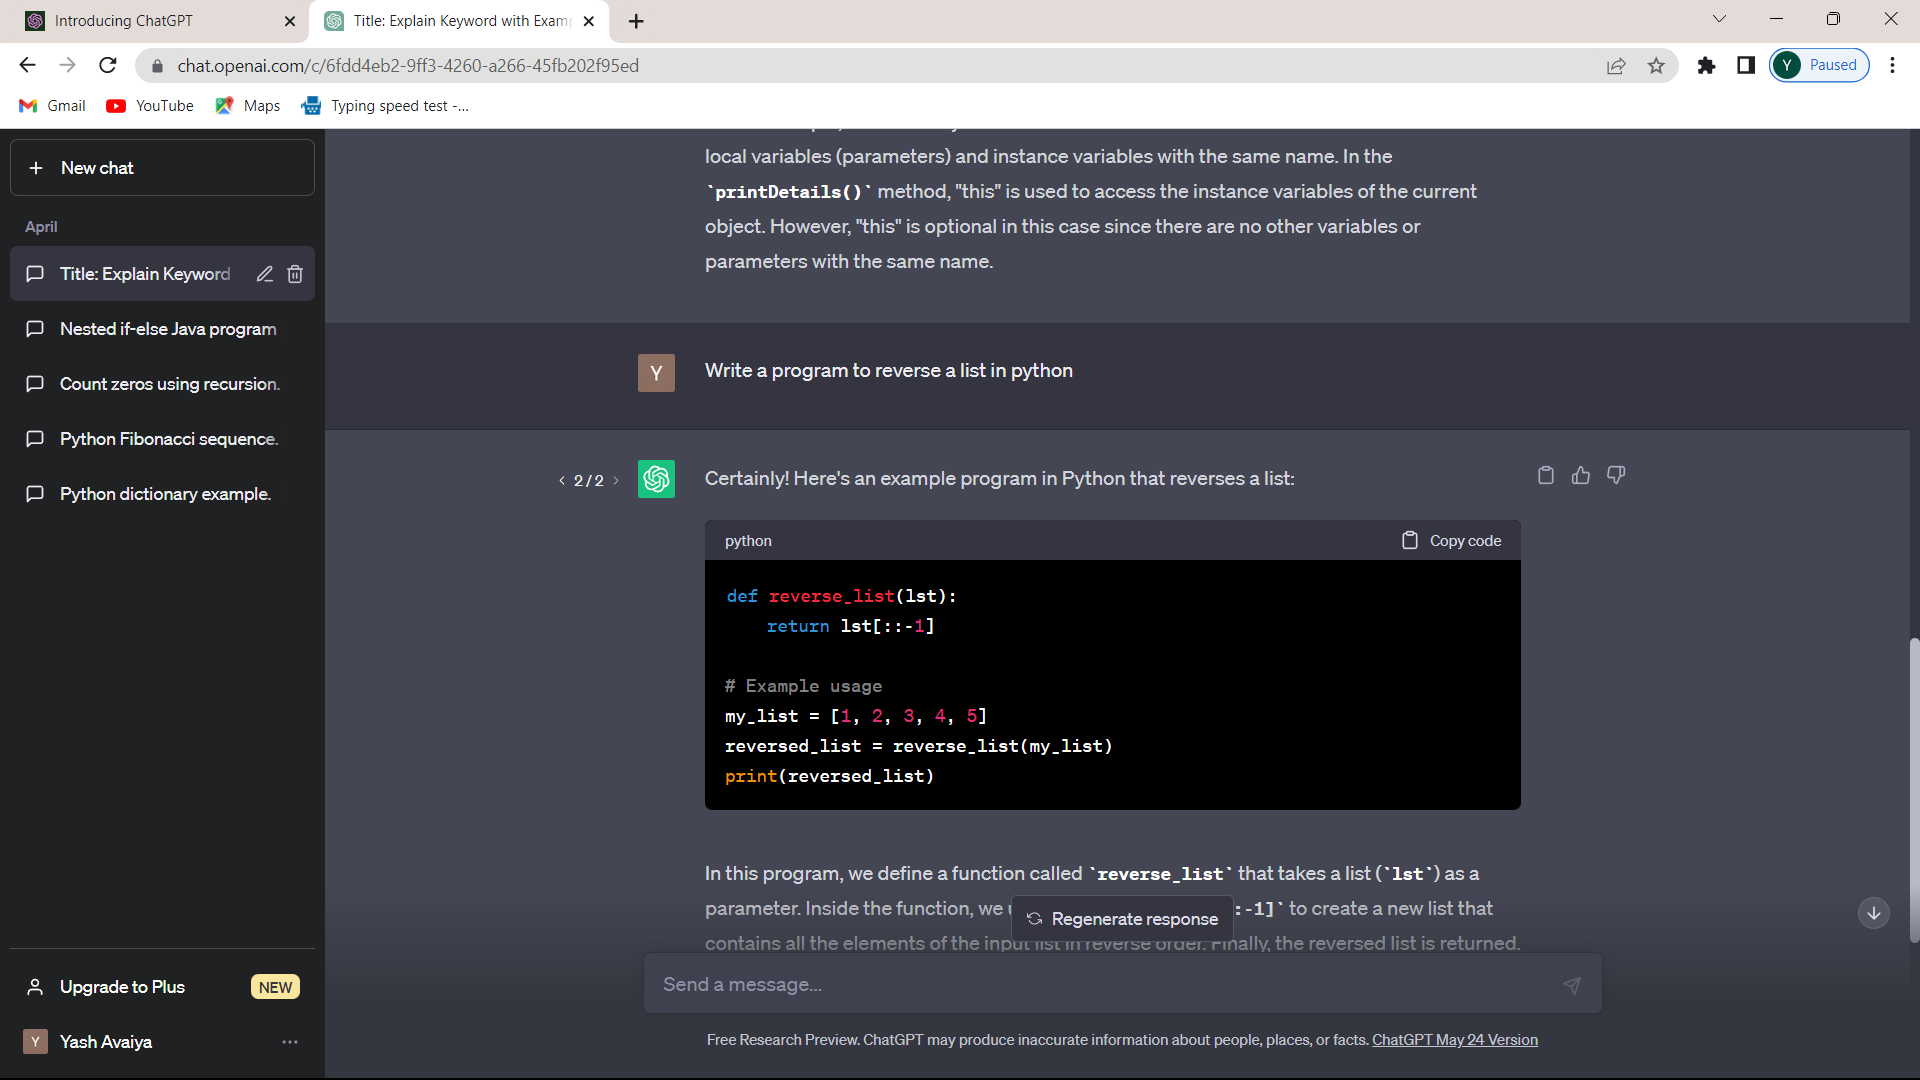 Introducing ChatGPT
Title: Explain Keyword with Exam
chat.openai.com/c/6fdd4eb2-9ff3-4260-a266-45fb202f95ed
Y Paused
Gmail YouTube Maps Typing speed test -...
New chat
April
Title: Explain Keyword
Nested if-else Java program
Count zeros using recursion.
Python Fibonacci sequence.
Python dictionary example.
Upgrade to Plus NEW
Y Yash Avaiya
local variables (parameters) and instance variables with the same name. In the
`printDetails()` method, "this" is used to access the instance variables of the current
object. However, "this" is optional in this case since there are no other variables or
parameters with the same name.
Y Write a program to reverse a list in python
< 2 / 2 > Certainly! Here's an example program in Python that reverses a list:
python Copy code
def reverse_list(lst):
    return lst[::-1]
# Example usage
my_list = [1, 2, 3, 4, 5]
reversed_list = reverse_list(my_list)
print(reversed_list)
In this program, we define a function called `reverse_list` that takes a list (`lst`) as a
parameter. Inside the function, we :-1]` to create a new list that
Regenerate response
contains all the elements of the input list in reverse order. Finally, the reversed list is returned.
Send a message...
Free Research Preview. ChatGPT may produce inaccurate information about people, places, or facts. ChatGPT May 24 Version